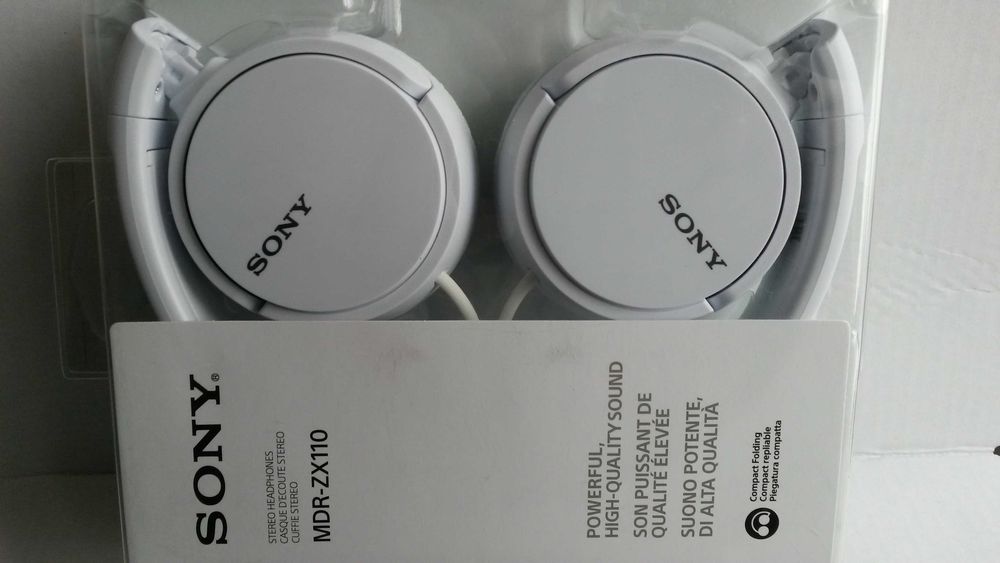 SONY
SONY
SONY®
STEREO HEADPHONES
CASQUE D'ÉCOUTE STÉRÉO
CUFFIE STEREO
MDR-ZX110
POWERFUL,
HIGH-QUALITY SOUND
SON PUISSANT DE
QUALITÉ ÉLEVÉE
SUONO POTENTE,
DI ALTA QUALITÀ
Compact Folding
Compact repliable
Piegatura compatta